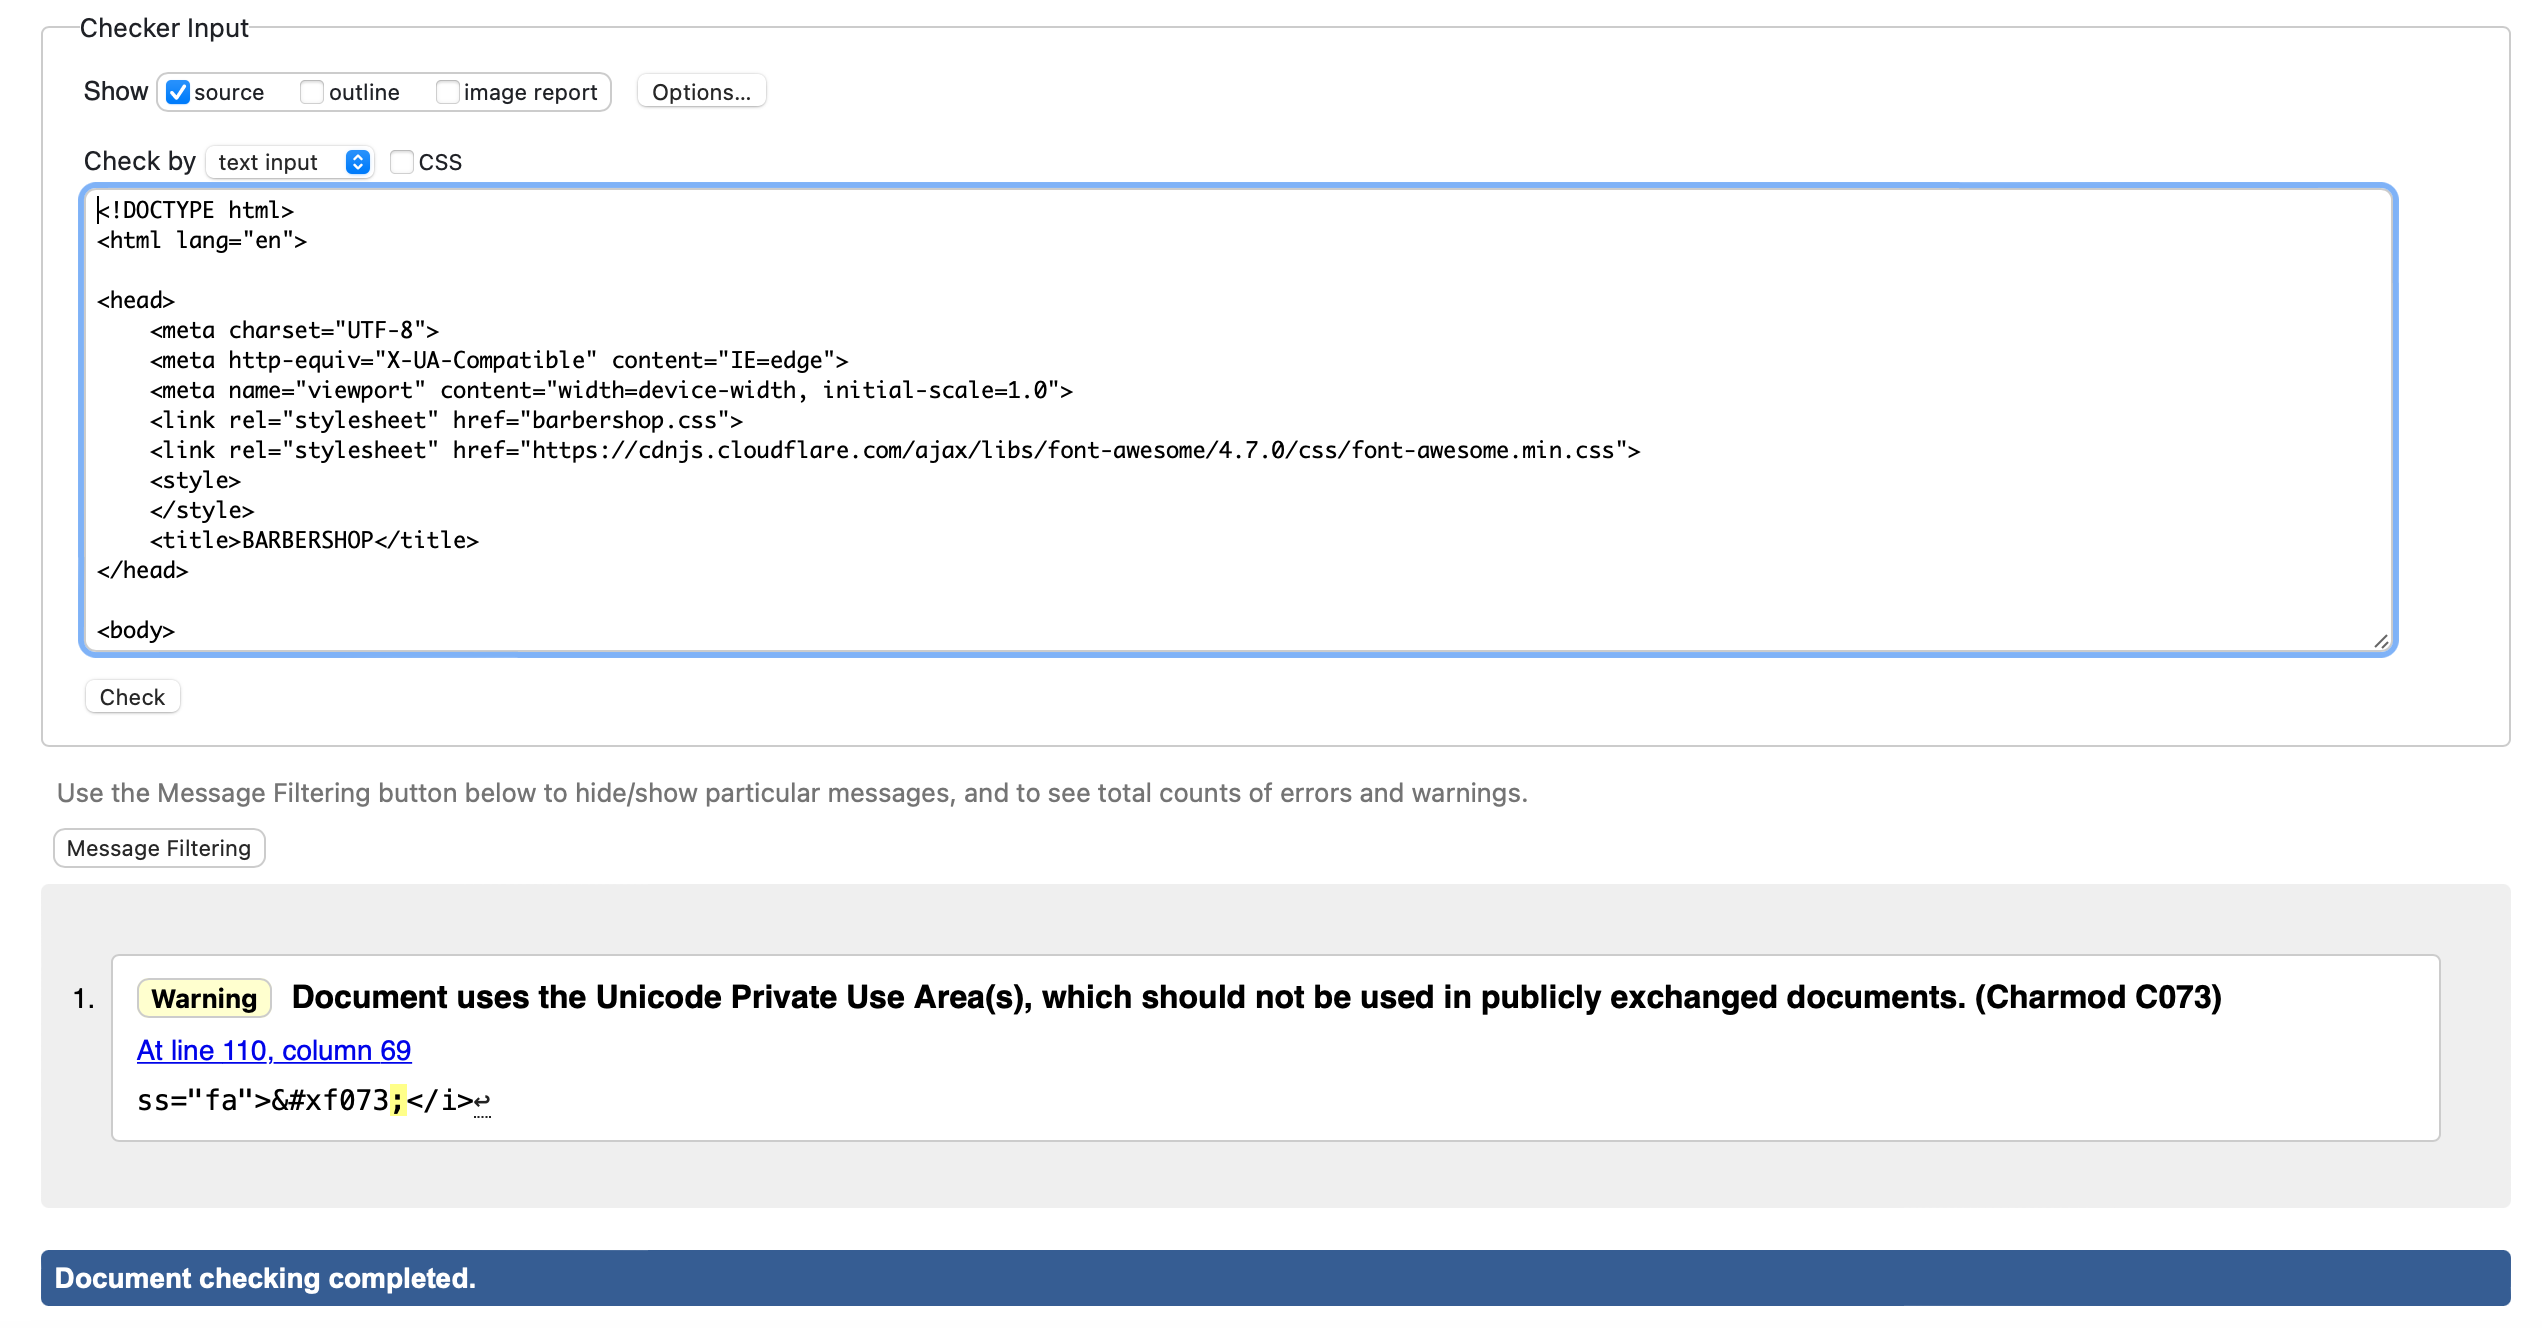 Checker Input
Show source outline image report Options...
Check by text input CSS
<!DOCTYPE html>
<html lang="en">
<head>
    <meta charset="UTF-8">
    <meta http-equiv="X-UA-Compatible" content="IE=edge">
    <meta name="viewport" content="width=device-width, initial-scale=1.0">
    <link rel="stylesheet" href="barbershop.css">
    <link rel="stylesheet" href="https://cdnjs.cloudflare.com/ajax/libs/font-awesome/4.7.0/css/font-awesome.min.css">
    <style>
    </style>
    <title>BARBERSHOP</title>
</head>
<body>
Check
Use the Message Filtering button below to hide/show particular messages, and to see total counts of errors and warnings.
Message Filtering
1. Warning Document uses the Unicode Private Use Area(s), which should not be used in publicly exchanged documents. (Charmod C073)
At line 110, column 69
ss="fa">&#xf073;</i>↩
Document checking completed.